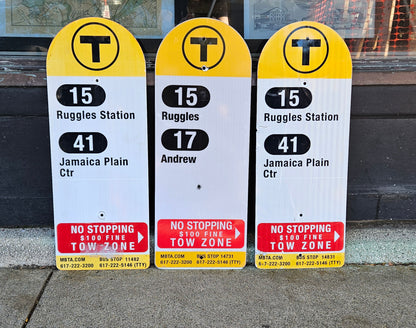 T
15
Ruggles Station
41
Jamaica Plain
Ctr
NO STOPPING
$100 FINE
TOW ZONE
MBTA.COM BUS STOP 11482
617-222-3200 617-222-5146 (TTY)
T
15
Ruggles
17
Andrew
NO STOPPING
$100 FINE
TOW ZONE
MBTA.COM BUS STOP 14731
617-222-3200 617-222-5146 (TTY)
T
15
Ruggles Station
41
Jamaica Plain
Ctr
NO STOPPING
$100 FINE
TOW ZONE
MBTA.COM BUS STOP 14831
617-222-3200 617-222-5146 (TTY)